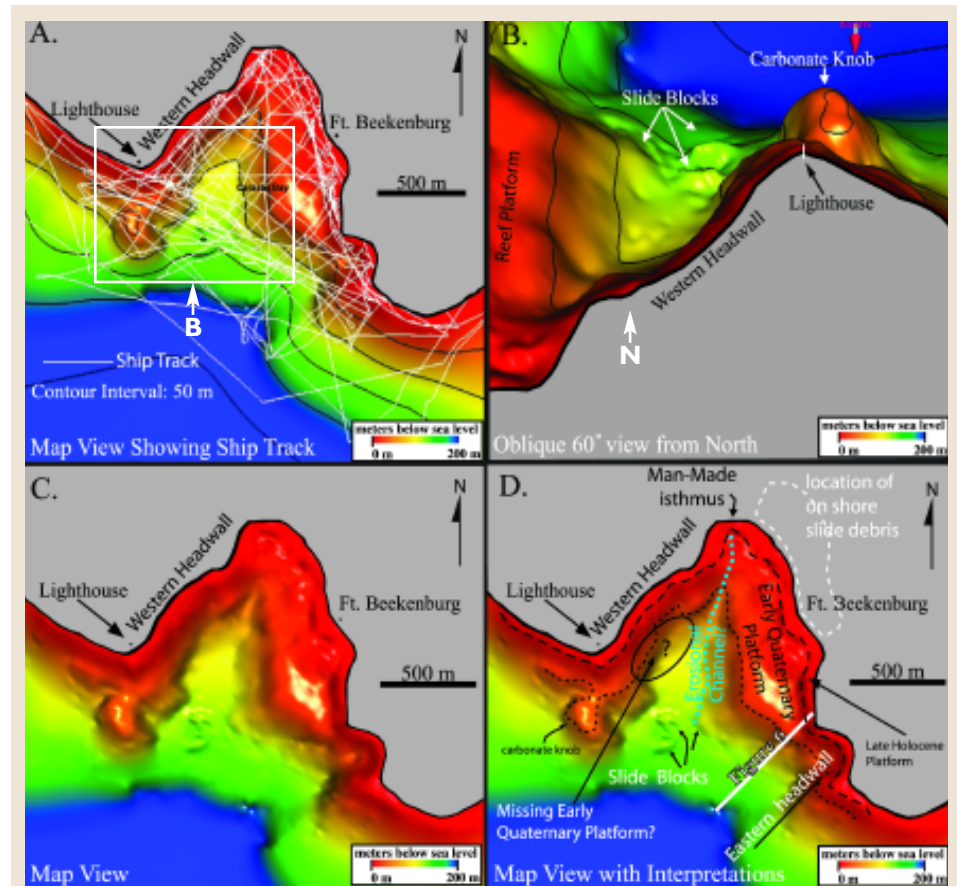 A.
N
Western Headwall
Lighthouse
Ft. Beekenburg
500 m
B
Ship Track
Contour Interval: 50 m
meters below sea level
0 m 200 m
Map View Showing Ship Track
B.
Carbonate Knob
Slide Blocks
Reef Platform
Lighthouse
Western Headwall
N
meters below sea level
0 m 200 m
Oblique 60° view from North
C.
N
Western Headwall
Lighthouse
Ft. Beekenburg
500 m
meters below sea level
0 m 200 m
Map View
D.
Man-Made
isthmus
location of
on shore
slide debris
N
Western Headwall
Lighthouse
Early Quaternary
Platform
Ft. Beekenburg
?
Erosional
Channel?
500 m
carbonate knob
Late Holocene
Platform
Figure 6
Slide Blocks
Eastern headwall
Missing Early
Quaternary Platform?
meters below sea level
0 m 200 m
Map View with Interpretations